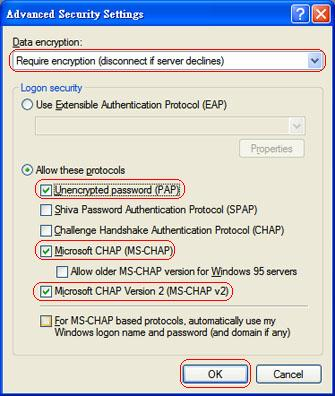 Advanced Security Settings
Data encryption:
Require encryption (disconnect if server declines)
Logon security
Use Extensible Authentication Protocol (EAP)
Properties
Allow these protocols
Unencrypted password (PAP)
Shiva Password Authentication Protocol (SPAP)
Challenge Handshake Authentication Protocol (CHAP)
Microsoft CHAP (MS-CHAP)
Allow older MS-CHAP version for Windows 95 servers
Microsoft CHAP Version 2 (MS-CHAP v2)
For MS-CHAP based protocols, automatically use my
Windows logon name and password (and domain if any)
OK
Cancel